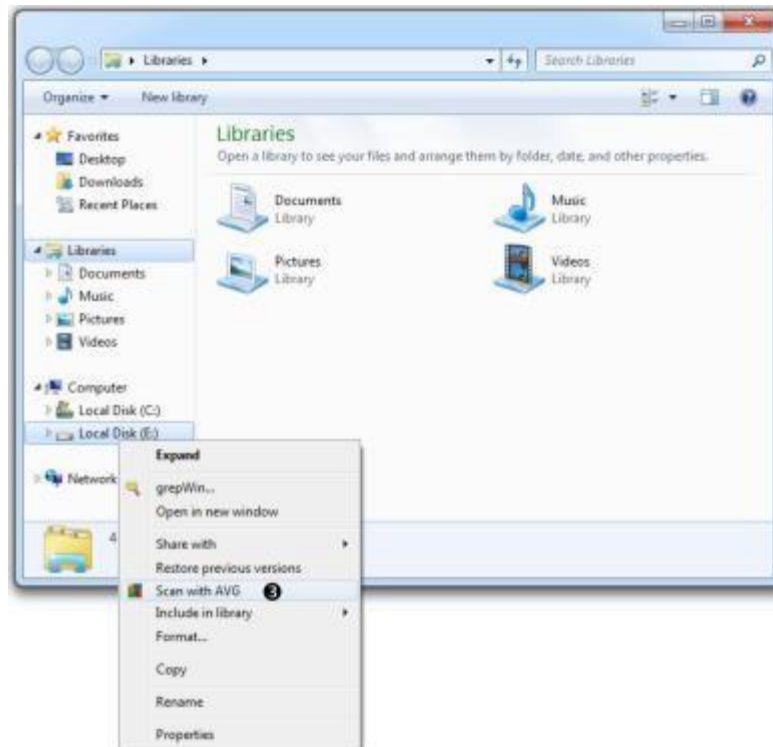 Libraries
Search Libraries
Organize
New library
Favorites
Desktop
Downloads
Recent Places
Libraries
Documents
Music
Pictures
Videos
Computer
Local Disk (C:)
Local Disk (E:)
Network
Libraries
Open a library to see your files and arrange them by folder, date, and other properties.
Documents
Library
Music
Library
Pictures
Library
Videos
Library
4
Expand
grepWin...
Open in new window
Share with
Restore previous versions
Scan with AVG ❸
Include in library
Format...
Copy
Rename
Properties